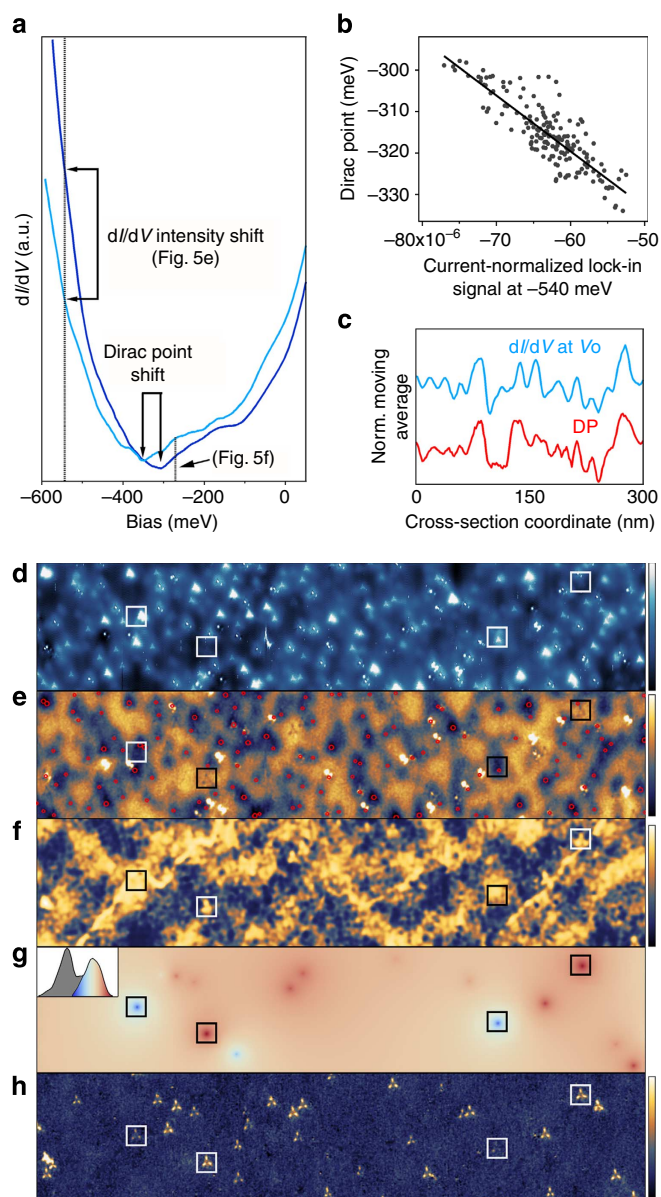 a
dI/dV (a.u.)
dI/dV intensity shift
(Fig. 5e)
Dirac point
shift
(Fig. 5f)
–600
–400
–200
0
Bias (meV)
b
Dirac point (meV)
–300
–310
–320
–330
–80x10⁻⁶
–70
–60
–50
Current-normalized lock-in
signal at –540 meV
c
Norm. moving
average
dI/dV at Vo
DP
0
150
300
Cross-section coordinate (nm)
d
e
f
g
h